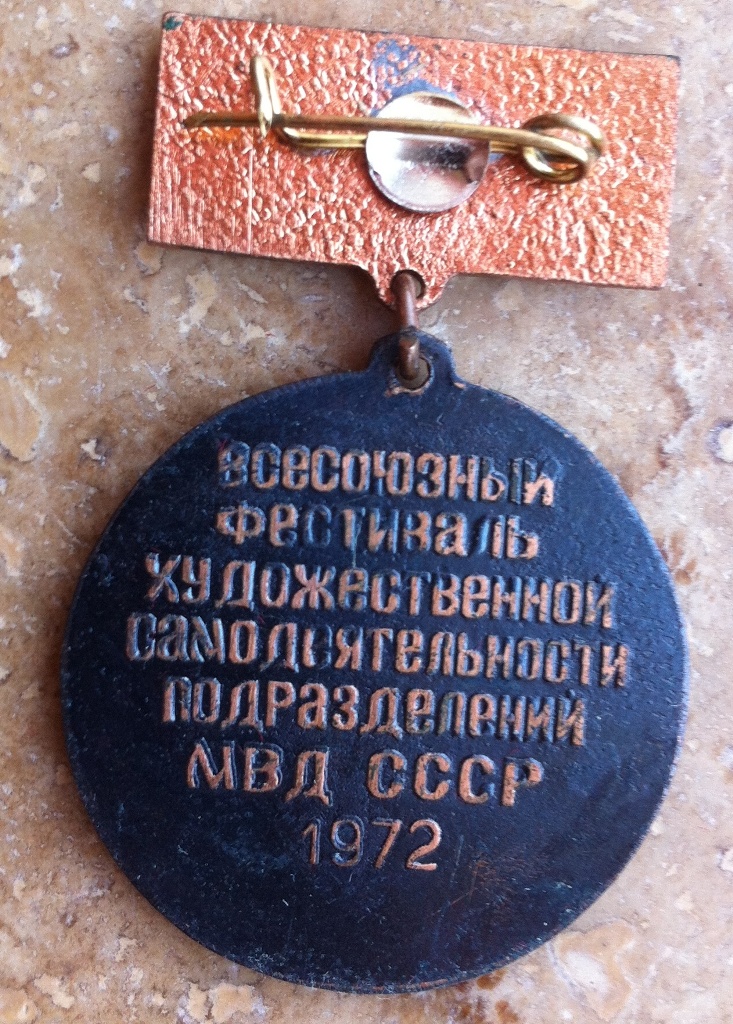 всесоюзный
фестиваль
художественной
самодеятельности
подразделений
МВД СССР
1972